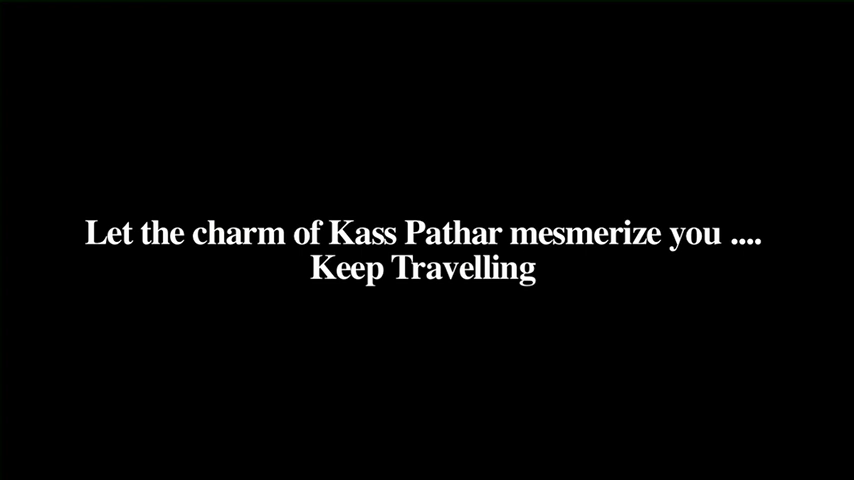 Let the charm of Kass Pathar mesmerize you ....
Keep Travelling